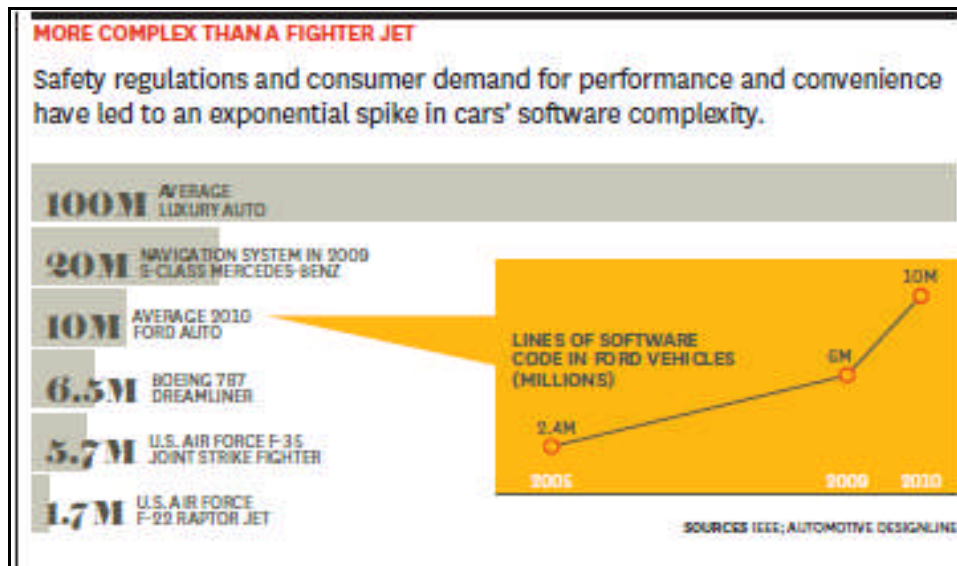 MORE COMPLEX THAN A FIGHTER JET
Safety regulations and consumer demand for performance and convenience
have led to an exponential spike in cars' software complexity.
100M AVERAGE
LUXURY AUTO
20M NAVIGATION SYSTEM IN 2009
S-CLASS MERCEDES-BENZ
10M AVERAGE 2010
FORD AUTO
6.5M BOEING 787
DREAMLINER
5.7M U.S. AIR FORCE F-35
JOINT STRIKE FIGHTER
1.7M U.S. AIR FORCE
F-22 RAPTOR JET
LINES OF SOFTWARE
CODE IN FORD VEHICLES
(MILLIONS)
2.4M
6M
10M
2005 2009 2010
SOURCES IEEE; AUTOMOTIVE DESIGNLINE